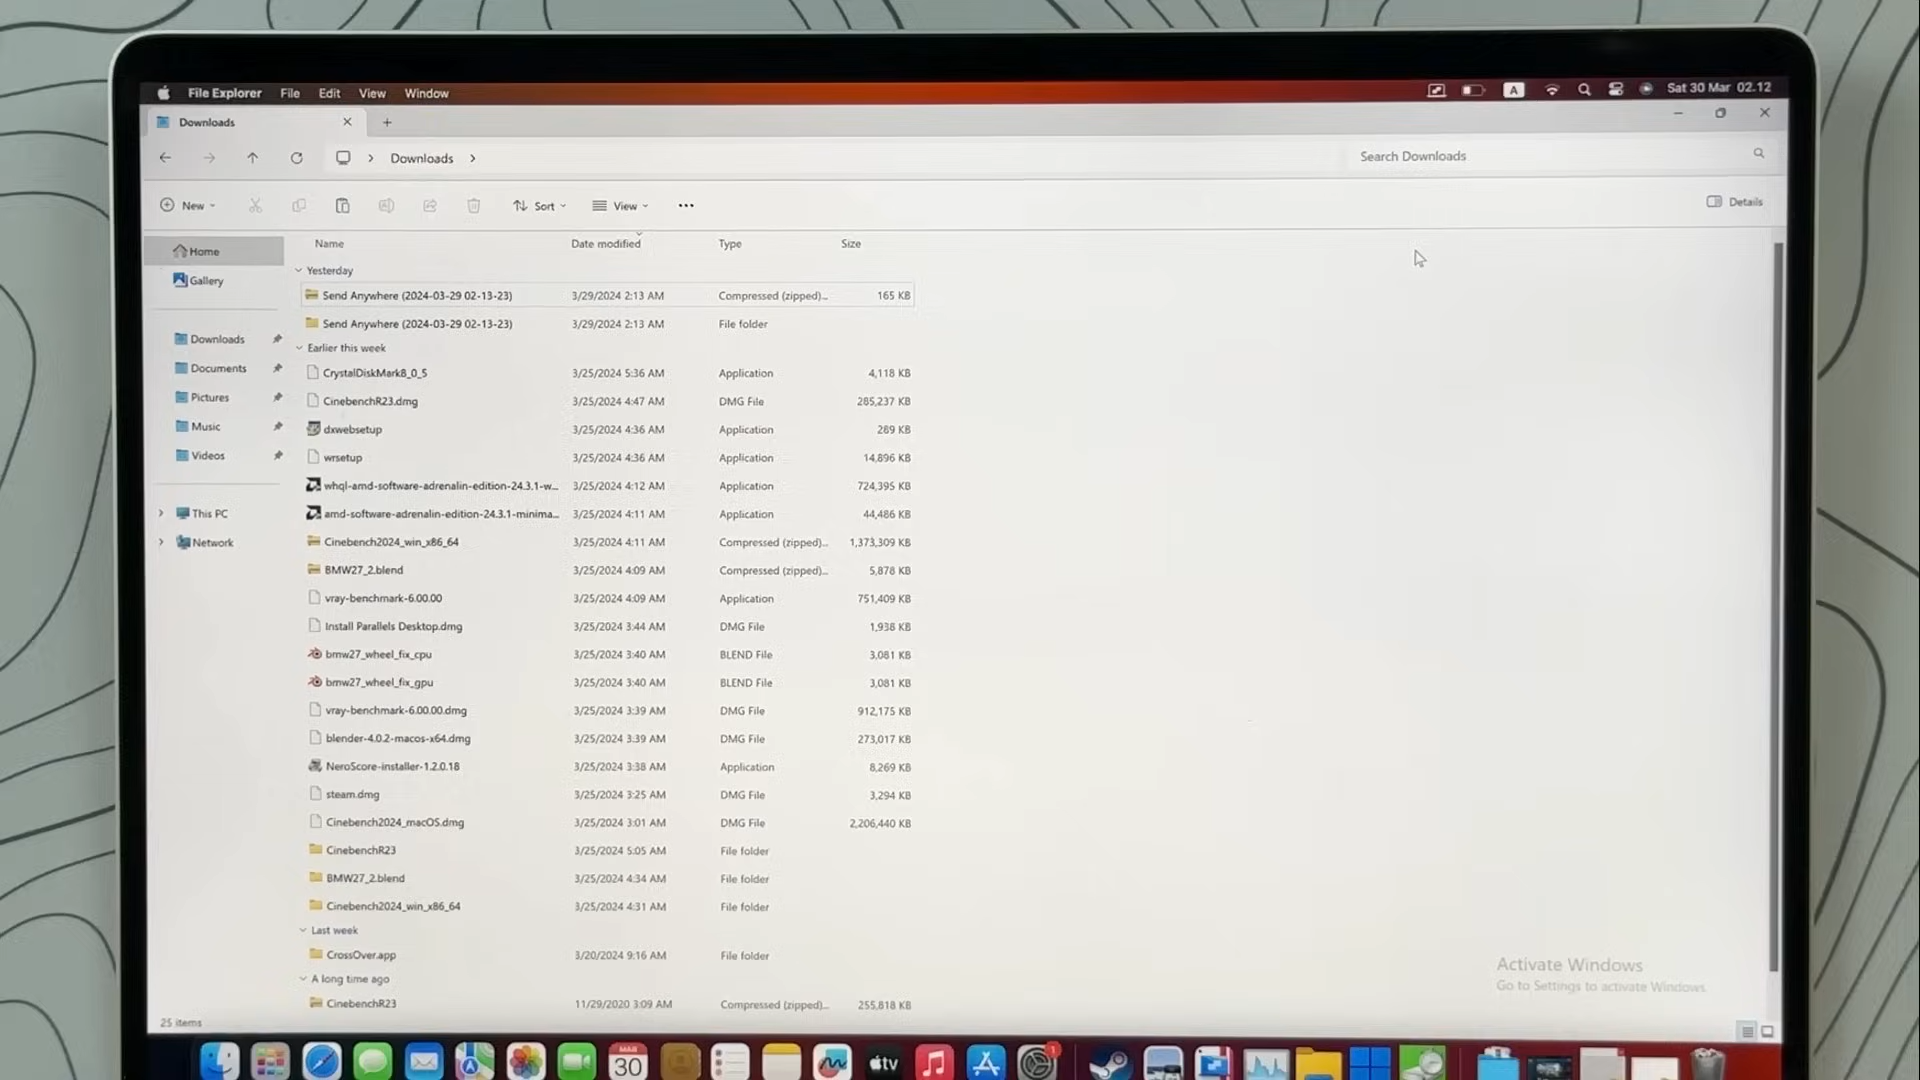 File Explorer File Edit View Window A Sat 30 Mar 02.12
Downloads
Downloads Search Downloads
New Sort View Details
Name Date modified Type Size
Home
Gallery
Downloads
Documents
Pictures
Music
Videos
This PC
Network
Yesterday
Send Anywhere (2024-03-29 02-13-23) 3/29/2024 2:13 AM Compressed (zipped)... 165 KB
Send Anywhere (2024-03-29 02-13-23) 3/29/2024 2:13 AM File folder
Earlier this week
CrystalDiskMark8_0_5 3/25/2024 5:36 AM Application 4,118 KB
CinebenchR23.dmg 3/25/2024 4:47 AM DMG File 285,237 KB
dxwebsetup 3/25/2024 4:36 AM Application 289 KB
wrsetup 3/25/2024 4:36 AM Application 14,896 KB
whql-amd-software-adrenalin-edition-24.3.1-w... 3/25/2024 4:12 AM Application 724,395 KB
amd-software-adrenalin-edition-24.3.1-minima... 3/25/2024 4:11 AM Application 44,486 KB
Cinebench2024_win_x86_64 3/25/2024 4:11 AM Compressed (zipped)... 1,373,309 KB
BMW27_2.blend 3/25/2024 4:09 AM Compressed (zipped)... 5,878 KB
vray-benchmark-6.00.00 3/25/2024 4:09 AM Application 751,409 KB
Install Parallels Desktop.dmg 3/25/2024 3:44 AM DMG File 1,938 KB
bmw27_wheel_fix_cpu 3/25/2024 3:40 AM BLEND File 3,081 KB
bmw27_wheel_fix_gpu 3/25/2024 3:40 AM BLEND File 3,081 KB
vray-benchmark-6.00.00.dmg 3/25/2024 3:39 AM DMG File 912,175 KB
blender-4.0.2-macos-x64.dmg 3/25/2024 3:39 AM DMG File 273,017 KB
NeroScore-installer-1.2.0.18 3/25/2024 3:38 AM Application 8,269 KB
steam.dmg 3/25/2024 3:25 AM DMG File 3,294 KB
Cinebench2024_macOS.dmg 3/25/2024 3:01 AM DMG File 2,206,440 KB
CinebenchR23 3/25/2024 5:05 AM File folder
BMW27_2.blend 3/25/2024 4:34 AM File folder
Cinebench2024_win_x86_64 3/25/2024 4:31 AM File folder
Last week
CrossOver.app 3/20/2024 9:16 AM File folder
A long time ago
CinebenchR23 11/29/2020 3:09 AM Compressed (zipped)... 255,818 KB
25 items
Activate Windows
Go to Settings to activate Windows.
MAR
30
tv
1